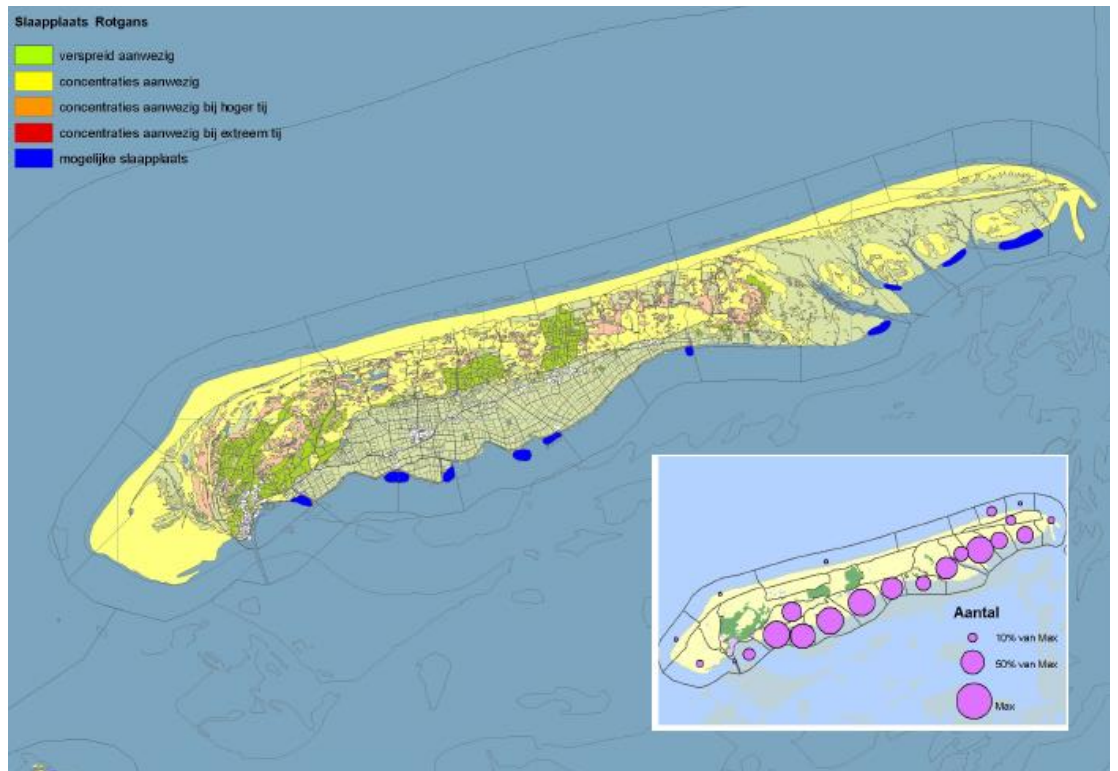 Slaapplaats Rotgans
verspreid aanwezig
concentraties aanwezig
concentraties aanwezig bij hoger tij
concentraties aanwezig bij extreem tij
mogelijke slaapplaats
Aantal
10% van Max
50% van Max
Max